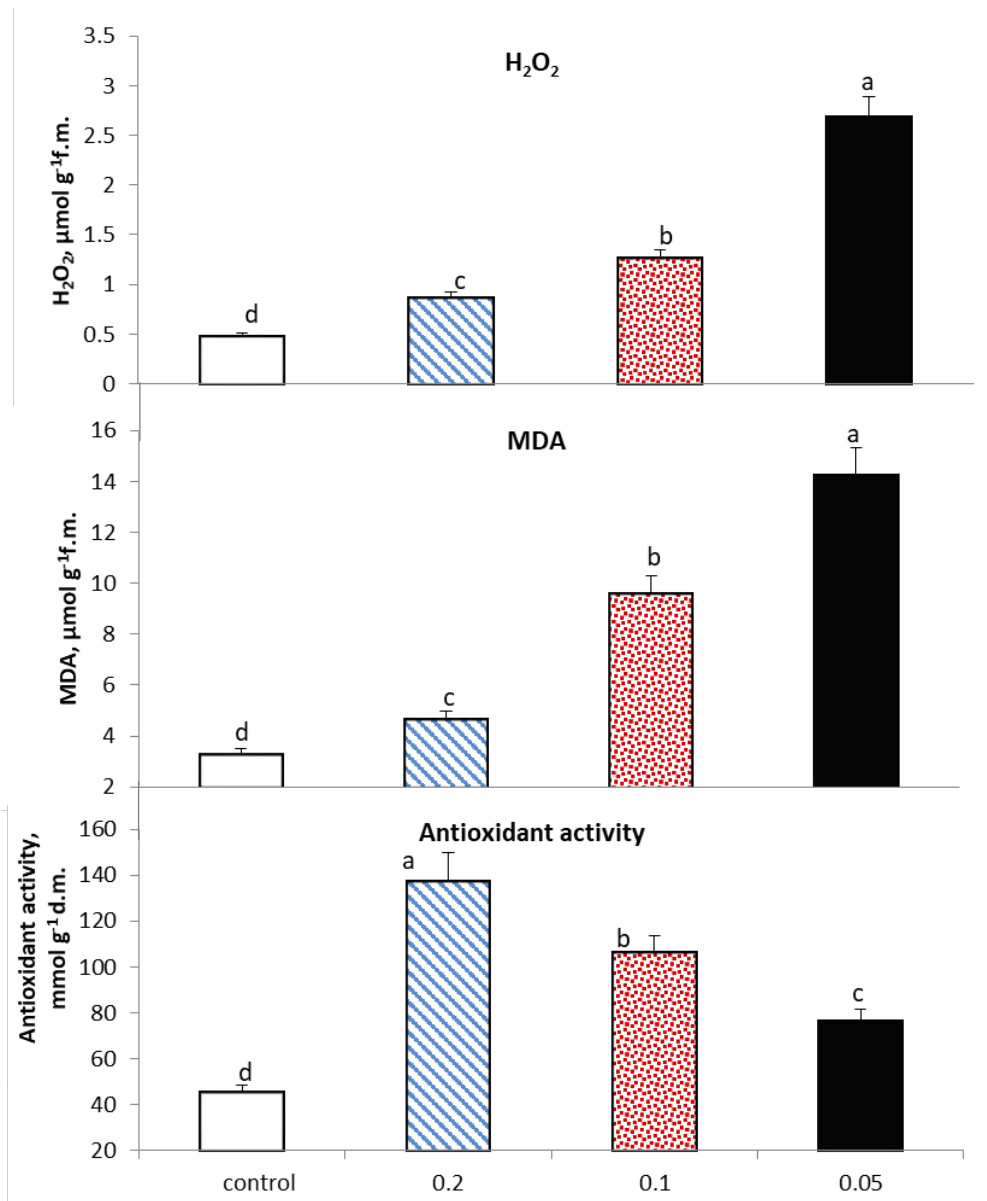 H₂O₂
H₂O₂, μmol g⁻¹f.m.
3.5
3
2.5
2
1.5
1
0.5
0
d
c
b
a
MDA
MDA, μmol g⁻¹f.m.
16
14
12
10
8
6
4
2
d
c
b
a
Antioxidant activity
Antioxidant activity,
mmol g⁻¹ d.m.
160
140
120
100
80
60
40
20
d
a
b
c
control 0.2 0.1 0.05